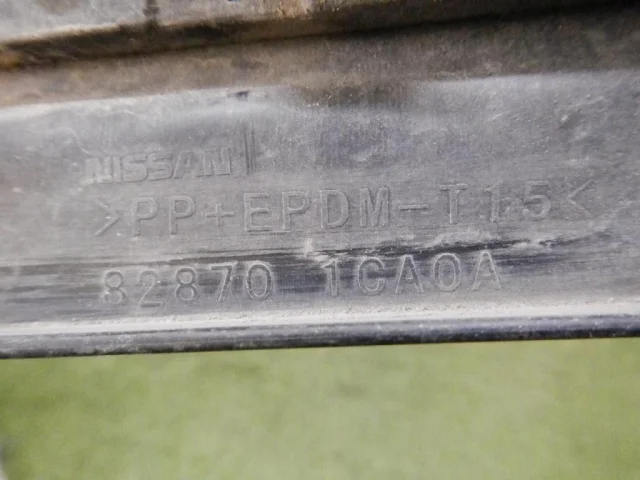 NISSAN
>PP+EPDM-T15<
82870 1CA0A